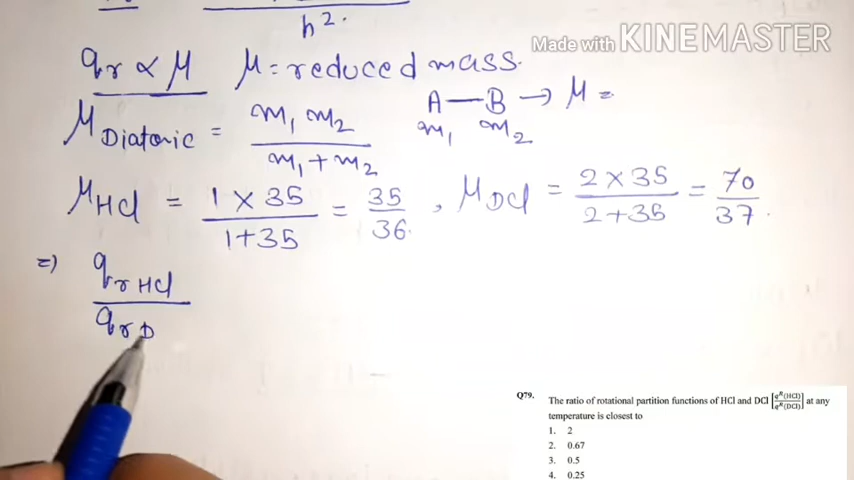 h².
Made with KINEMASTER
qr ∝ μ μ = reduced mass.
μDiatomic = m₁ m₂ / m₁ + m₂ A — B → μ =
m₁ m₂
μHCl = 1 × 35 / 1+35 = 35 / 36 , μDCl = 2 × 35 / 2+35 = 70 / 37 .
=) qr HCl / qr D
Q79. The ratio of rotational partition functions of HCl and DCl [qᴿ(HCl) / qᴿ(DCl)] at any
temperature is closest to
1. 2
2. 0.67
3. 0.5
4. 0.25